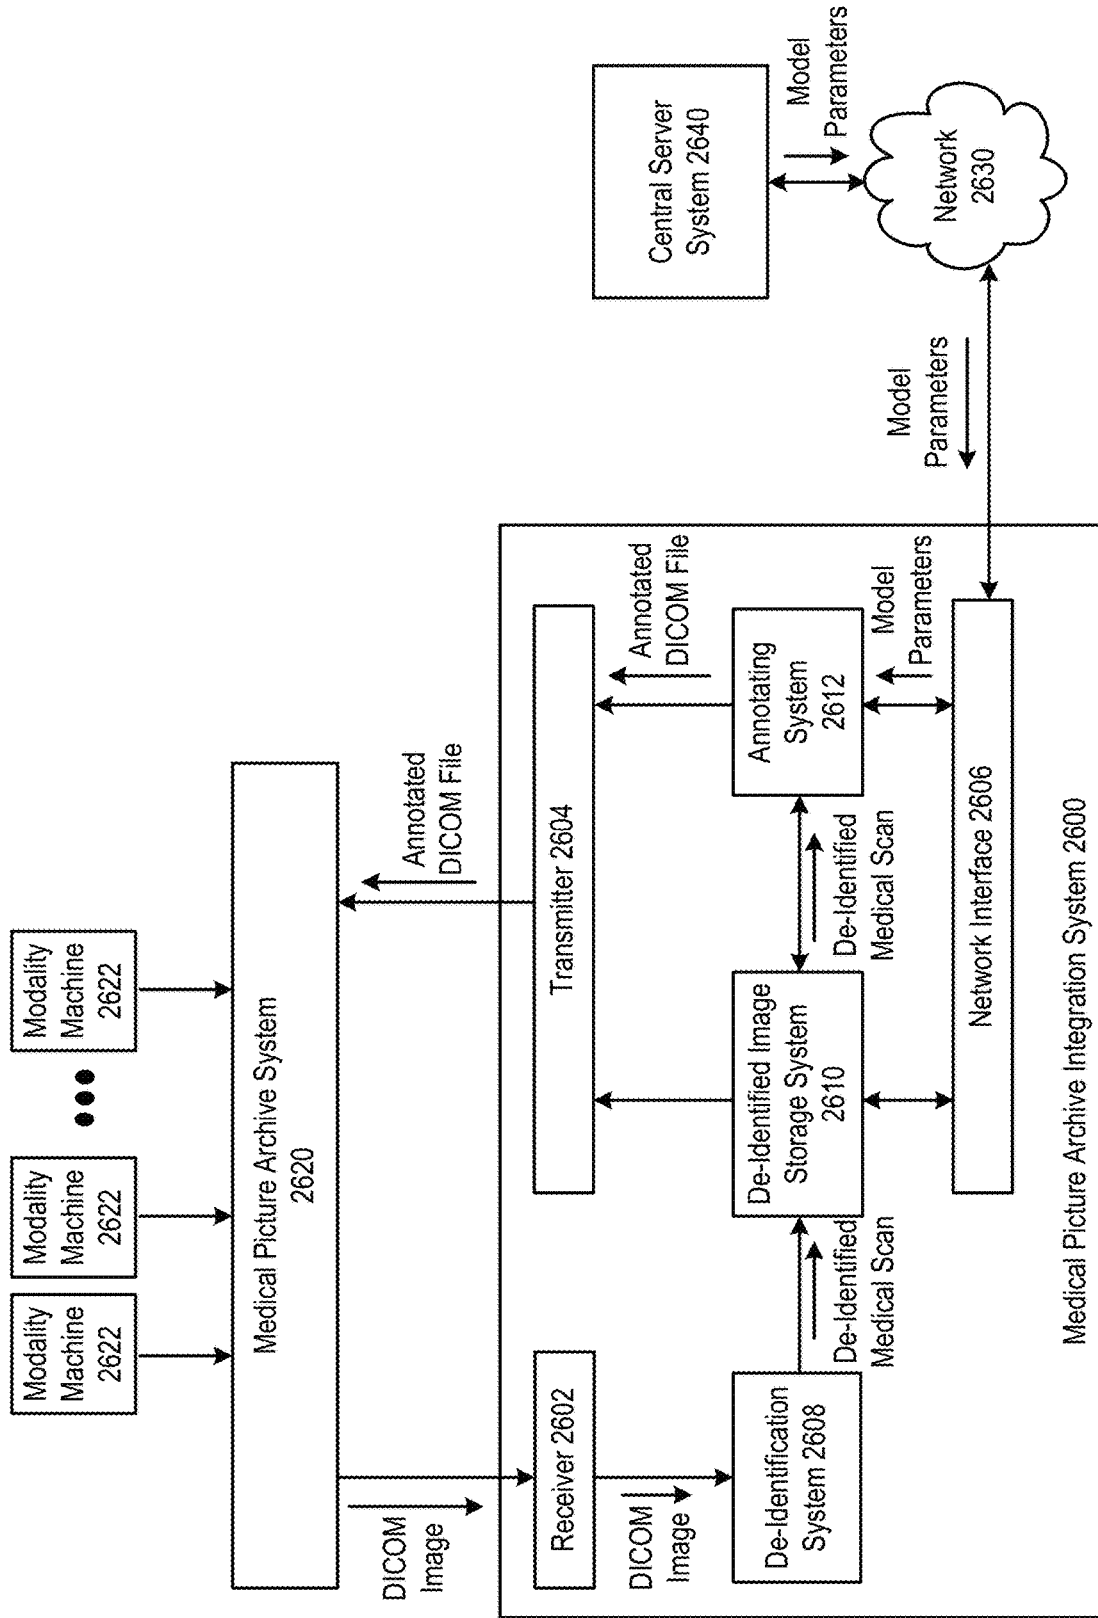 Modality
Machine
2622
Modality
Machine
2622
Modality
Machine
2622
Medical Picture Archive System
2620
DICOM
Image
Annotated
DICOM File
Receiver 2602
Transmitter 2604
DICOM
Image
Annotated
DICOM File
De-Identification
System 2608
De-Identified Image
Storage System
2610
Annotating
System
2612
De-Identified
Medical Scan
De-Identified
Medical Scan
Model
Parameters
Network Interface 2606
Medical Picture Archive Integration System 2600
Central Server
System 2640
Model
Parameters
Model
Parameters
Network
2630